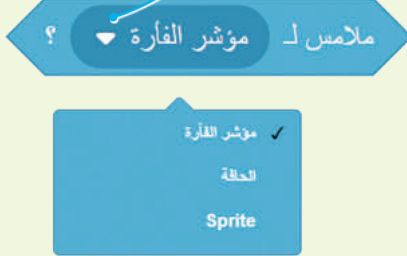 ملامس لـ مؤشر الفأرة ؟
✓ مؤشر الفأرة
الحافة
Sprite